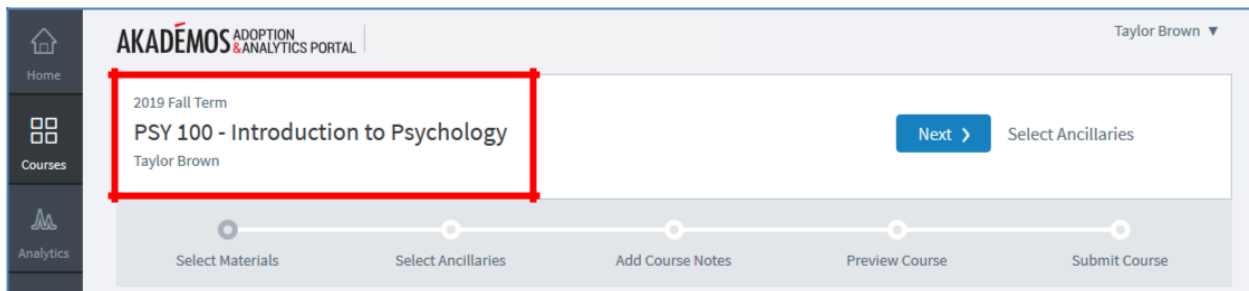 Home
Courses
Analytics
AKADÉMOS ADOPTION
&ANALYTICS PORTAL
Taylor Brown ▼
2019 Fall Term
PSY 100 - Introduction to Psychology
Taylor Brown
Next ❯ Select Ancillaries
Select Materials Select Ancillaries Add Course Notes Preview Course Submit Course